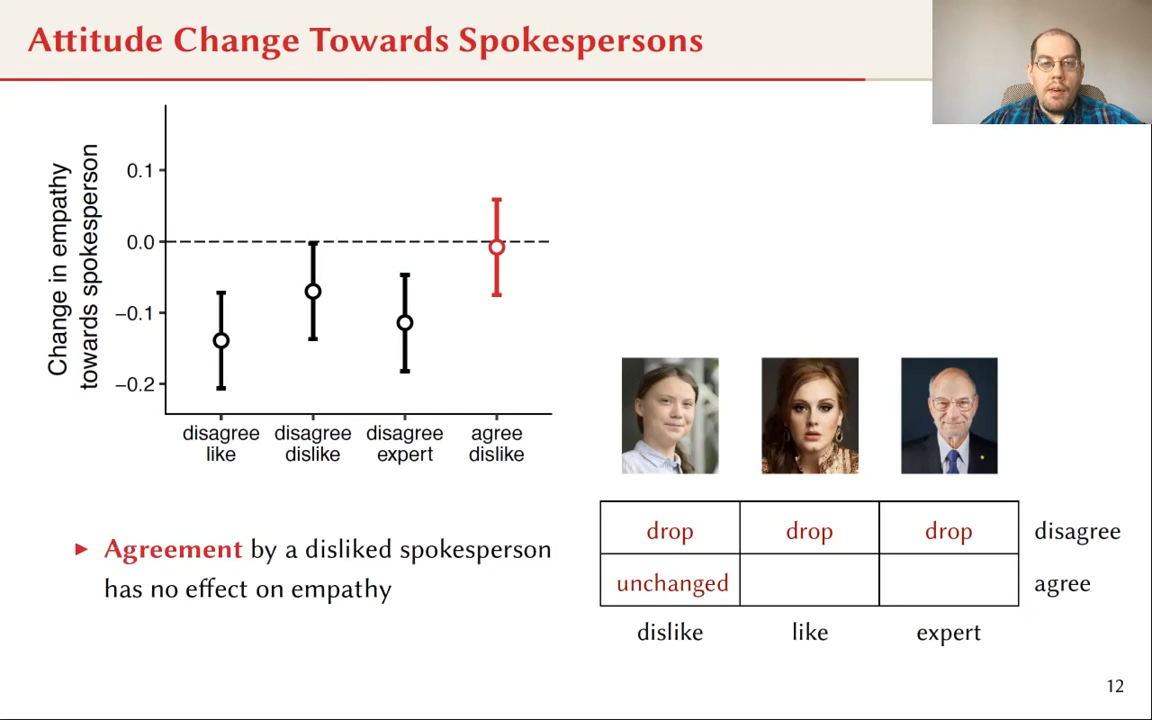 Attitude Change Towards Spokespersons
Change in empathy
towards spokesperson
0.1
0.0
−0.1
−0.2
disagree like
disagree dislike
disagree expert
agree dislike
▶ Agreement by a disliked spokesperson
has no effect on empathy
drop drop drop disagree
unchanged agree
dislike like expert
12